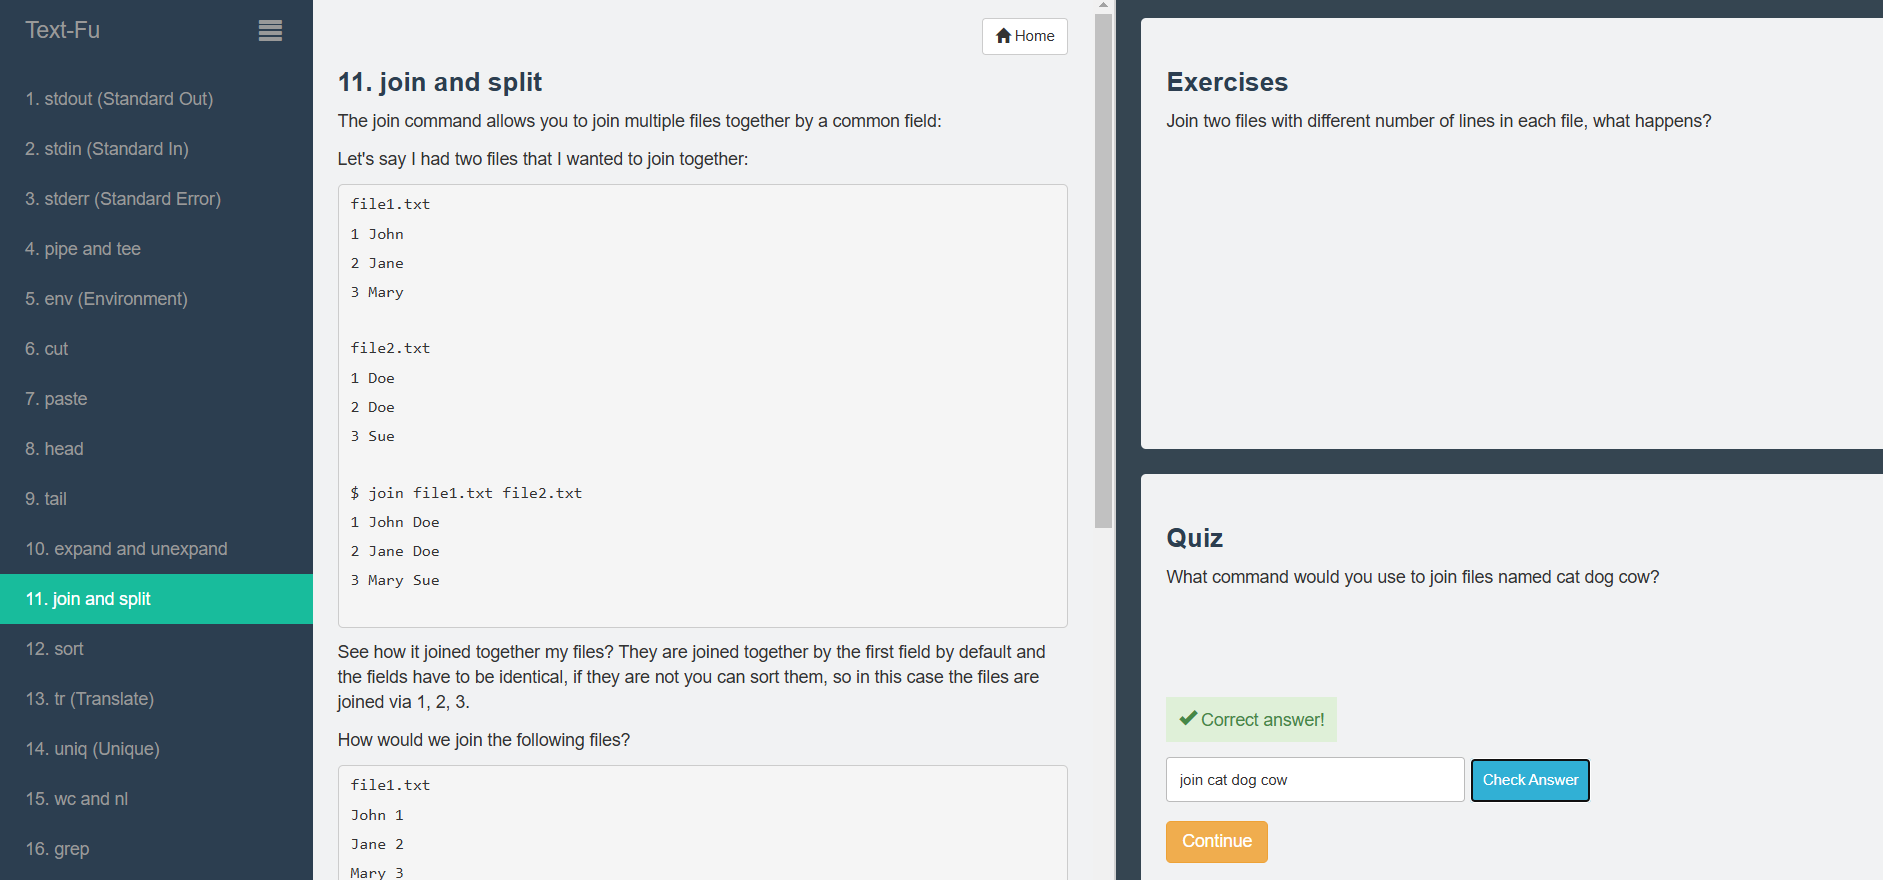 Text-Fu
1. stdout (Standard Out)
2. stdin (Standard In)
3. stderr (Standard Error)
4. pipe and tee
5. env (Environment)
6. cut
7. paste
8. head
9. tail
10. expand and unexpand
11. join and split
12. sort
13. tr (Translate)
14. uniq (Unique)
15. wc and nl
16. grep
Home
11. join and split
The join command allows you to join multiple files together by a common field:
Let's say I had two files that I wanted to join together:
file1.txt
1 John
2 Jane
3 Mary
file2.txt
1 Doe
2 Doe
3 Sue
$ join file1.txt file2.txt
1 John Doe
2 Jane Doe
3 Mary Sue
See how it joined together my files? They are joined together by the first field by default and
the fields have to be identical, if they are not you can sort them, so in this case the files are
joined via 1, 2, 3.
How would we join the following files?
file1.txt
John 1
Jane 2
Mary 3
Exercises
Join two files with different number of lines in each file, what happens?
Quiz
What command would you use to join files named cat dog cow?
Correct answer!
join cat dog cow
Check Answer
Continue